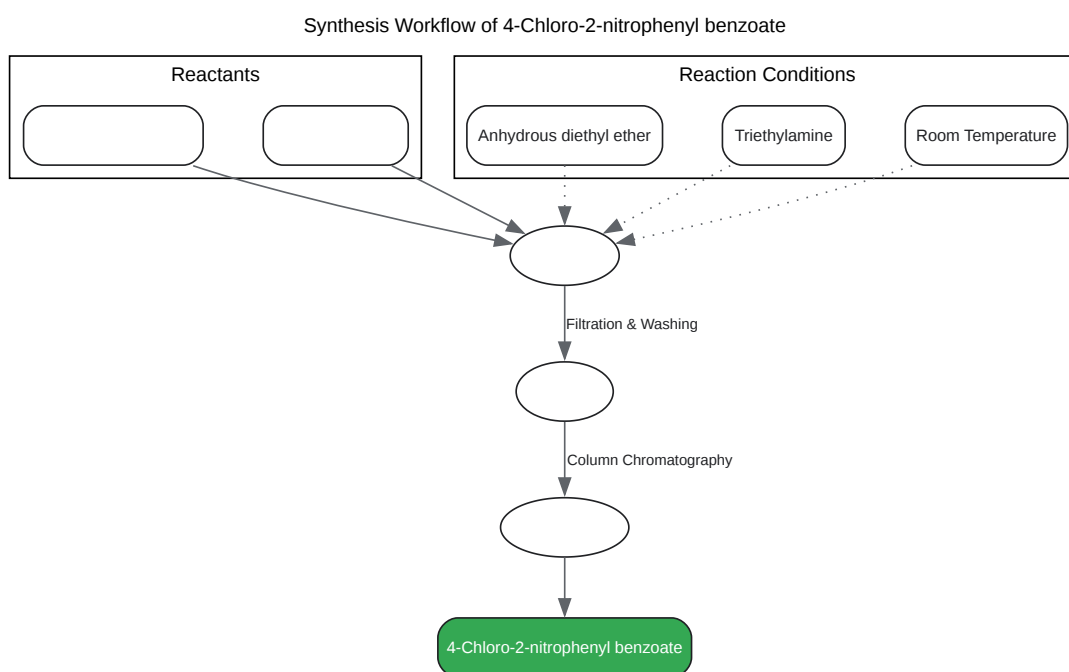 Synthesis Workflow of 4-Chloro-2-nitrophenyl benzoate
Reactants
Reaction Conditions
Anhydrous diethyl ether
Triethylamine
Room Temperature
Filtration & Washing
Column Chromatography
4-Chloro-2-nitrophenyl benzoate